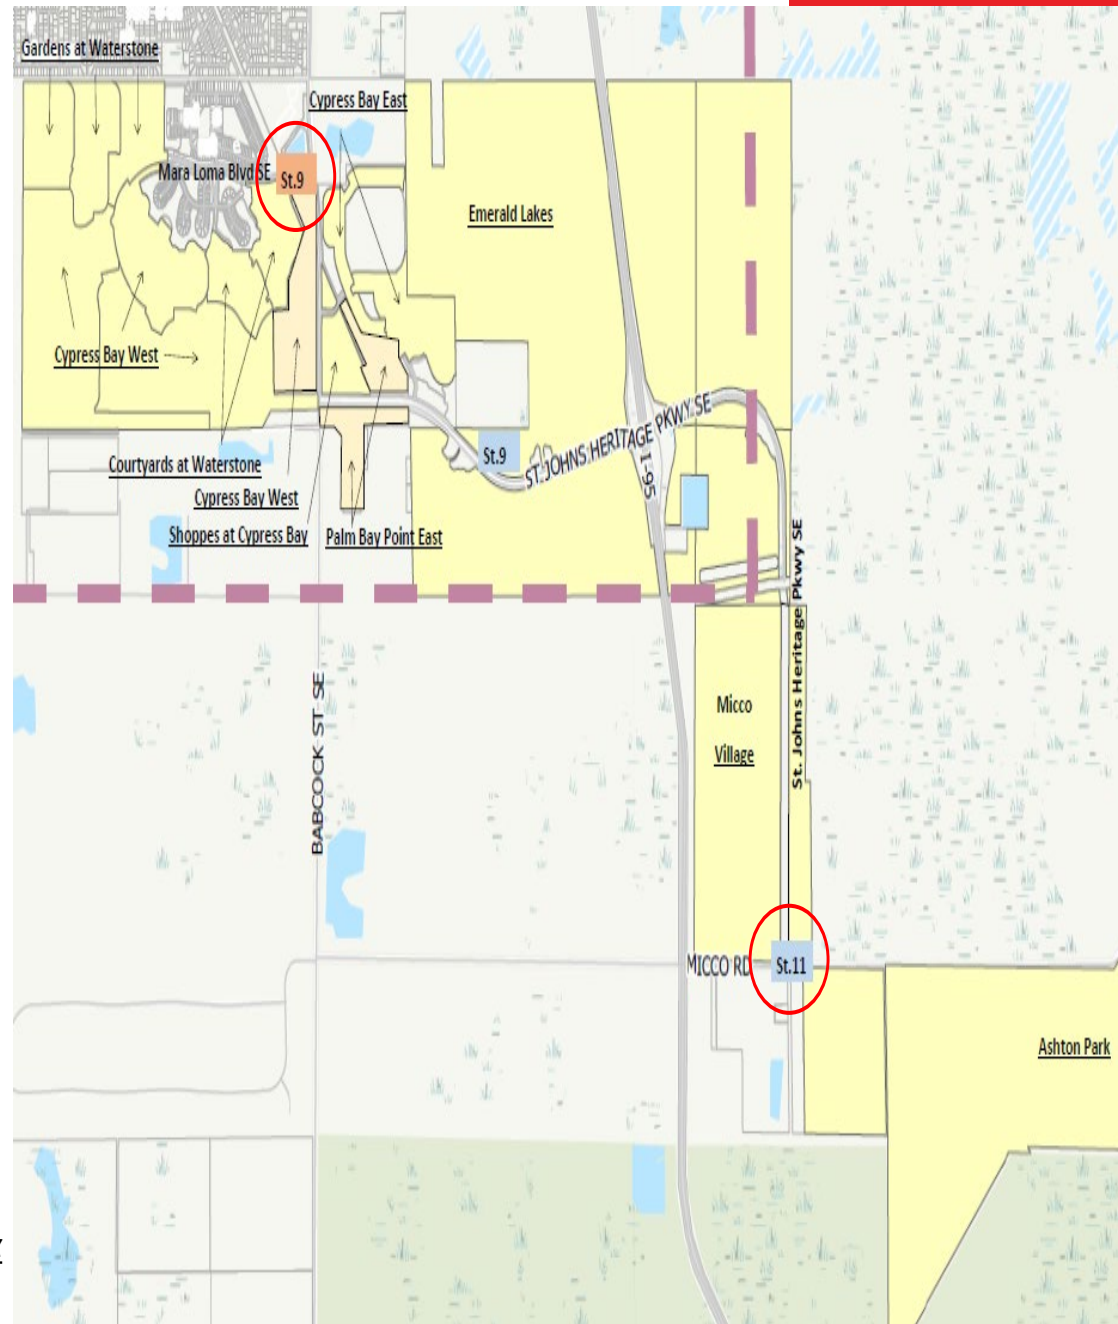 Gardens at Waterstone
Cypress Bay East
Mara Loma Blvd SE
St.9
Emerald Lakes
Cypress Bay West
ST. JOHNS HERITAGE PKWY SE
I-95
St.9
Courtyards at Waterstone
Cypress Bay West
Shoppes at Cypress Bay
Palm Bay Point East
St. Johns Heritage Pkwy SE
BABCOCK ST SE
Micco
Village
MICCO RD
St.11
Ashton Park